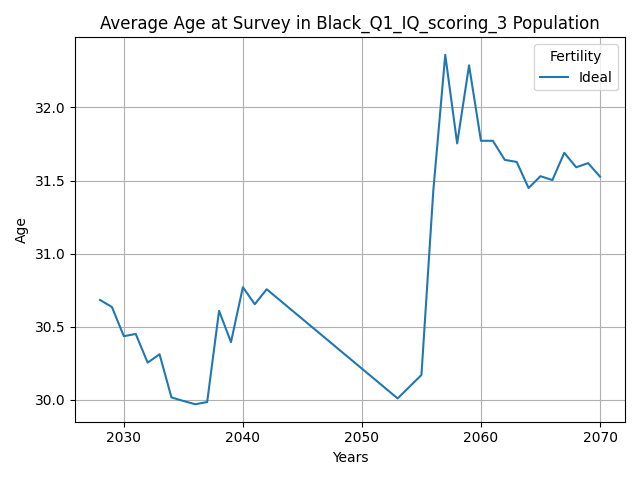 Average Age at Survey in Black_Q1_IQ_scoring_3 Population
Fertility
Ideal
Age
32.0
31.5
31.0
30.5
30.0
2030
2040
2050
2060
2070
Years